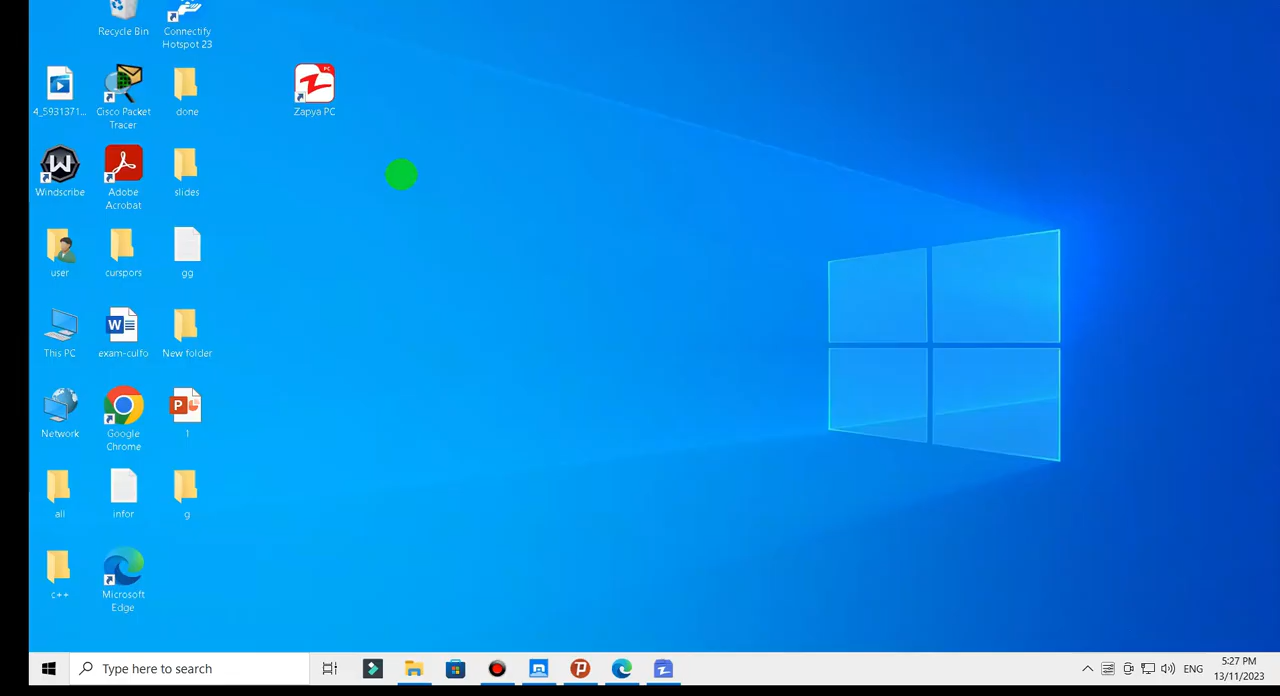 Recycle Bin
Connectify
Hotspot 23
4_5931371...
Cisco Packet
Tracer
done
PC
Zapya PC
Windscribe
Adobe
Acrobat
slides
user
curspors
gg
This PC
W
exam-culfo
New folder
Network
Google
Chrome
P
1
all
infor
g
c++
Microsoft
Edge
Type here to search
ENG
5:27 PM
13/11/2023